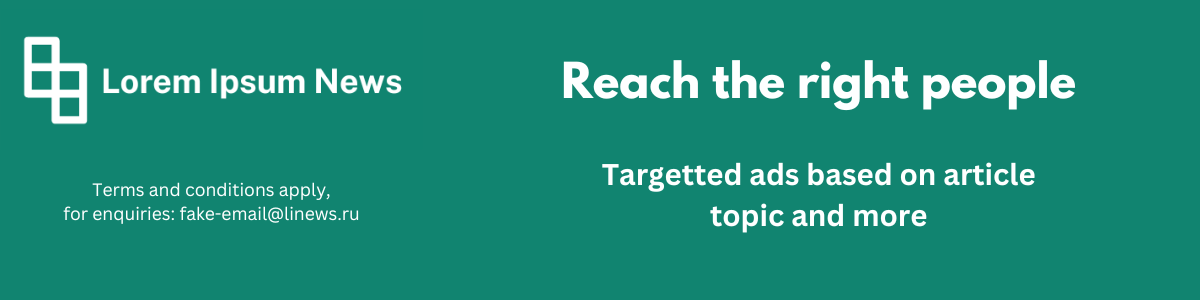 Lorem Ipsum News
Terms and conditions apply,
for enquiries: fake-email@linews.ru
Reach the right people
Targetted ads based on article
topic and more